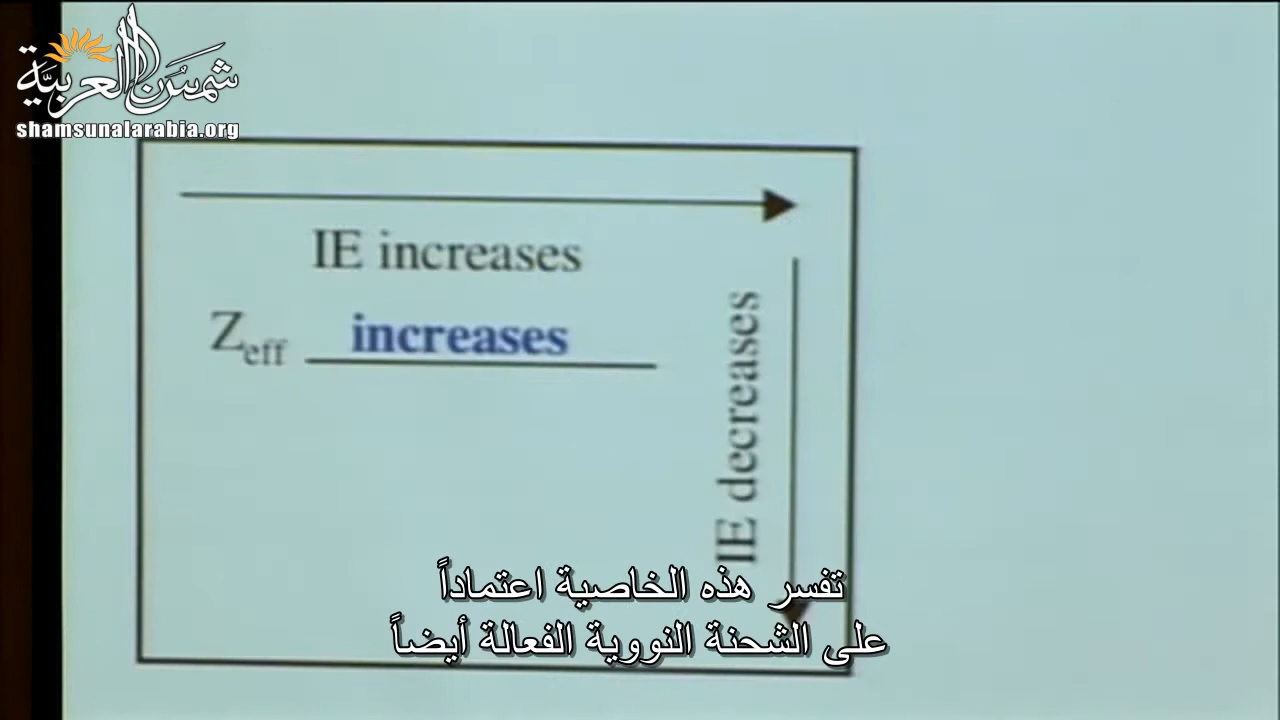 شمس العربية
shamsunalarabia.org
IE increases
Zeff increases
IE decreases
تفسر هذه الخاصية اعتماداً
على الشحنة النووية الفعالة أيضاً